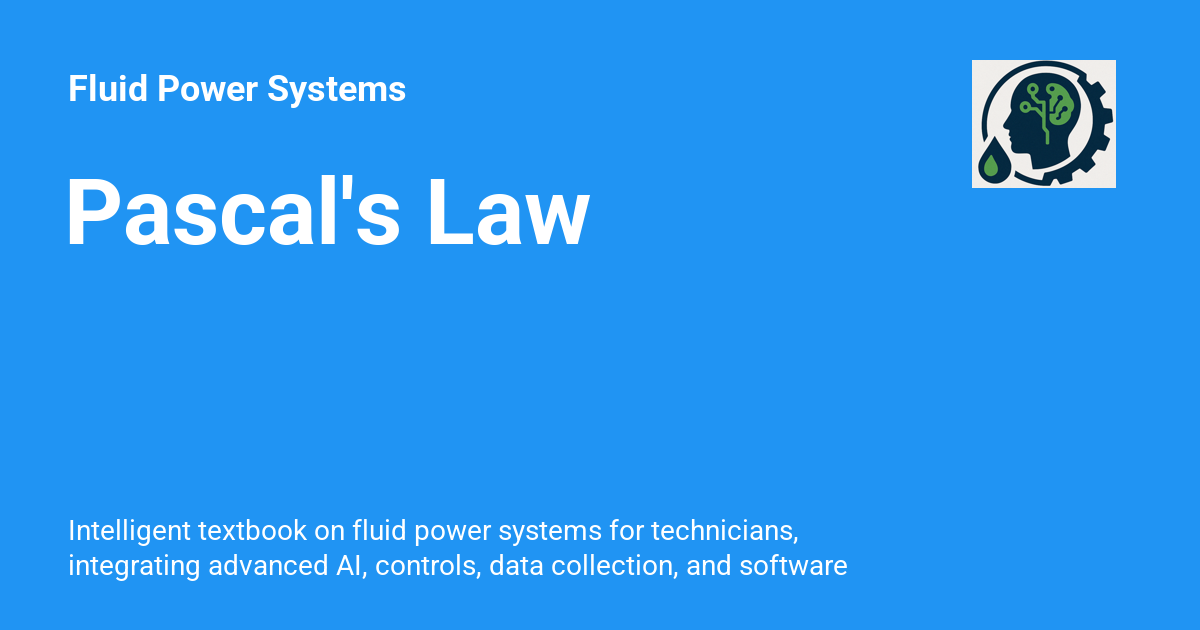 Fluid Power Systems
Pascal's Law
Intelligent textbook on fluid power systems for technicians,
integrating advanced AI, controls, data collection, and software